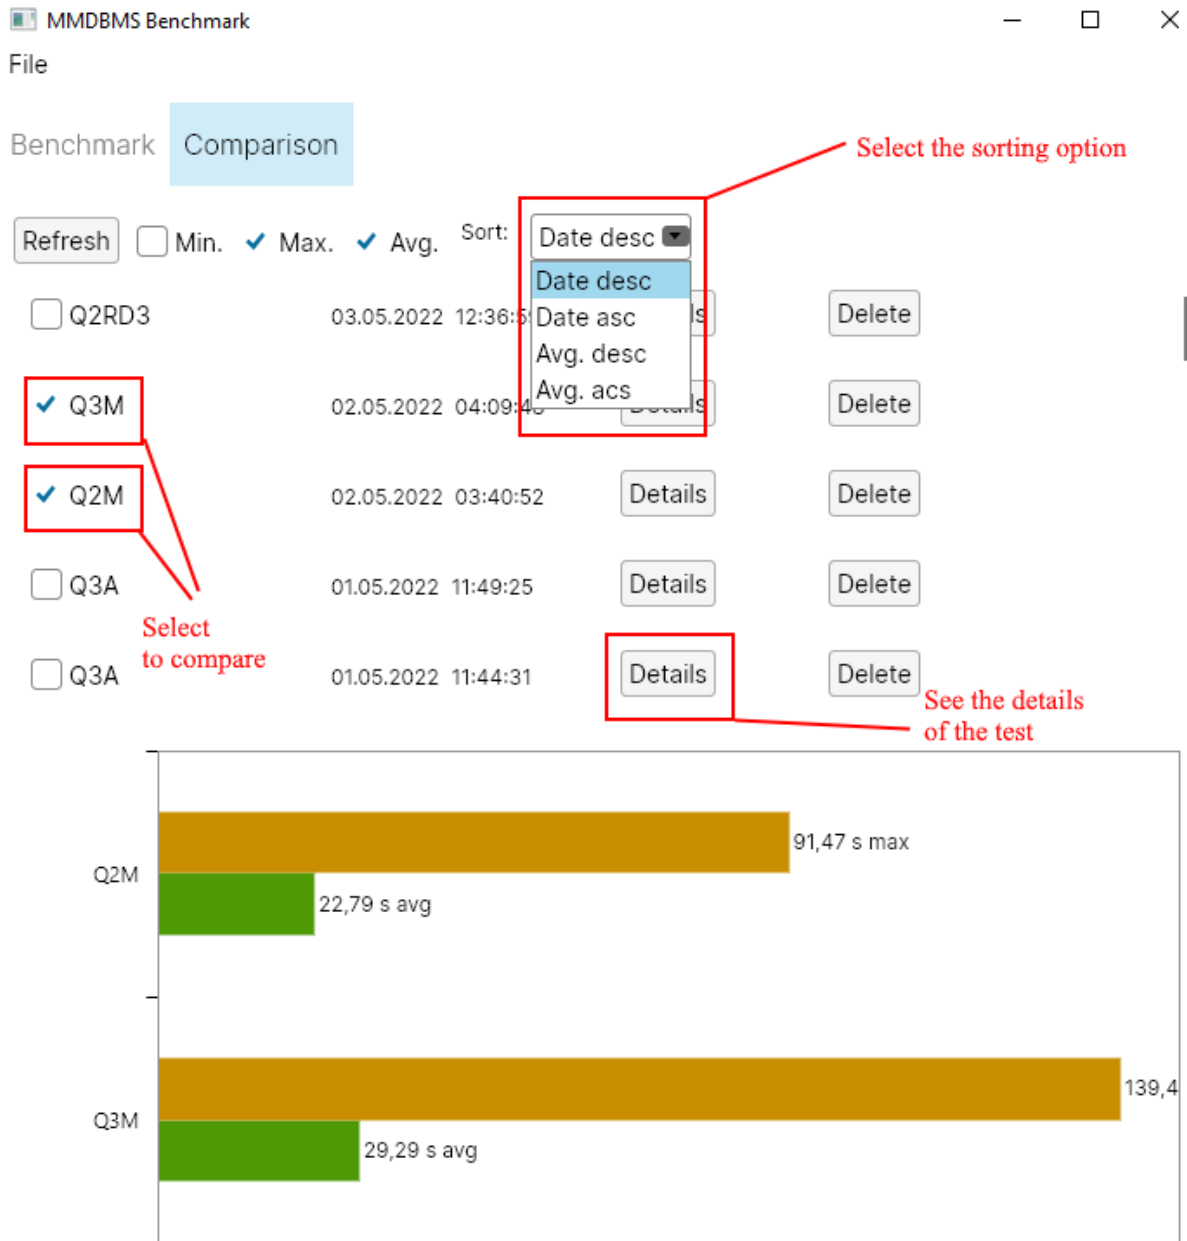 MMDBMS Benchmark
File
Benchmark Comparison
Select the sorting option
Refresh Min. Max. Avg. Sort: Date desc
Date desc
Date asc
Avg. desc
Avg. acs
Q2RD3 03.05.2022 Delete
Q3M 02.05.2022 Details Delete
Q2M 02.05.2022 03:40:52 Details Delete
Q3A 01.05.2022 11:49:25 Details Delete
Select
to compare
Q3A 01.05.2022 11:44:31 Details Delete
See the details
of the test
91,47 s max
Q2M
22,79 s avg
139,4
Q3M
29,29 s avg